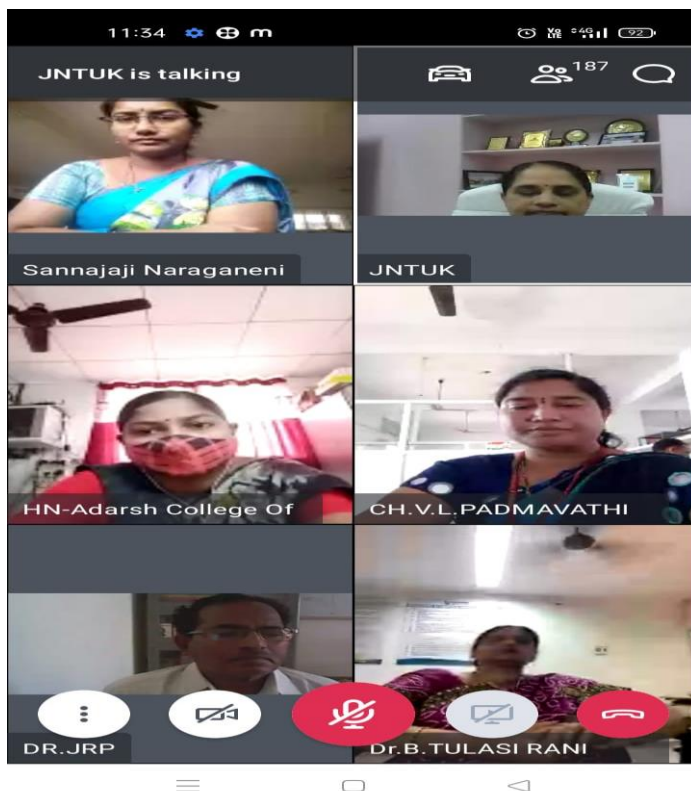 11:34
92
JNTUK is talking
187
Sannajaji Naraganeni
JNTUK
HN-Adarsh College Of
CH.V.L.PADMAVATHI
DR.JRP
Dr.B.TULASI RANI